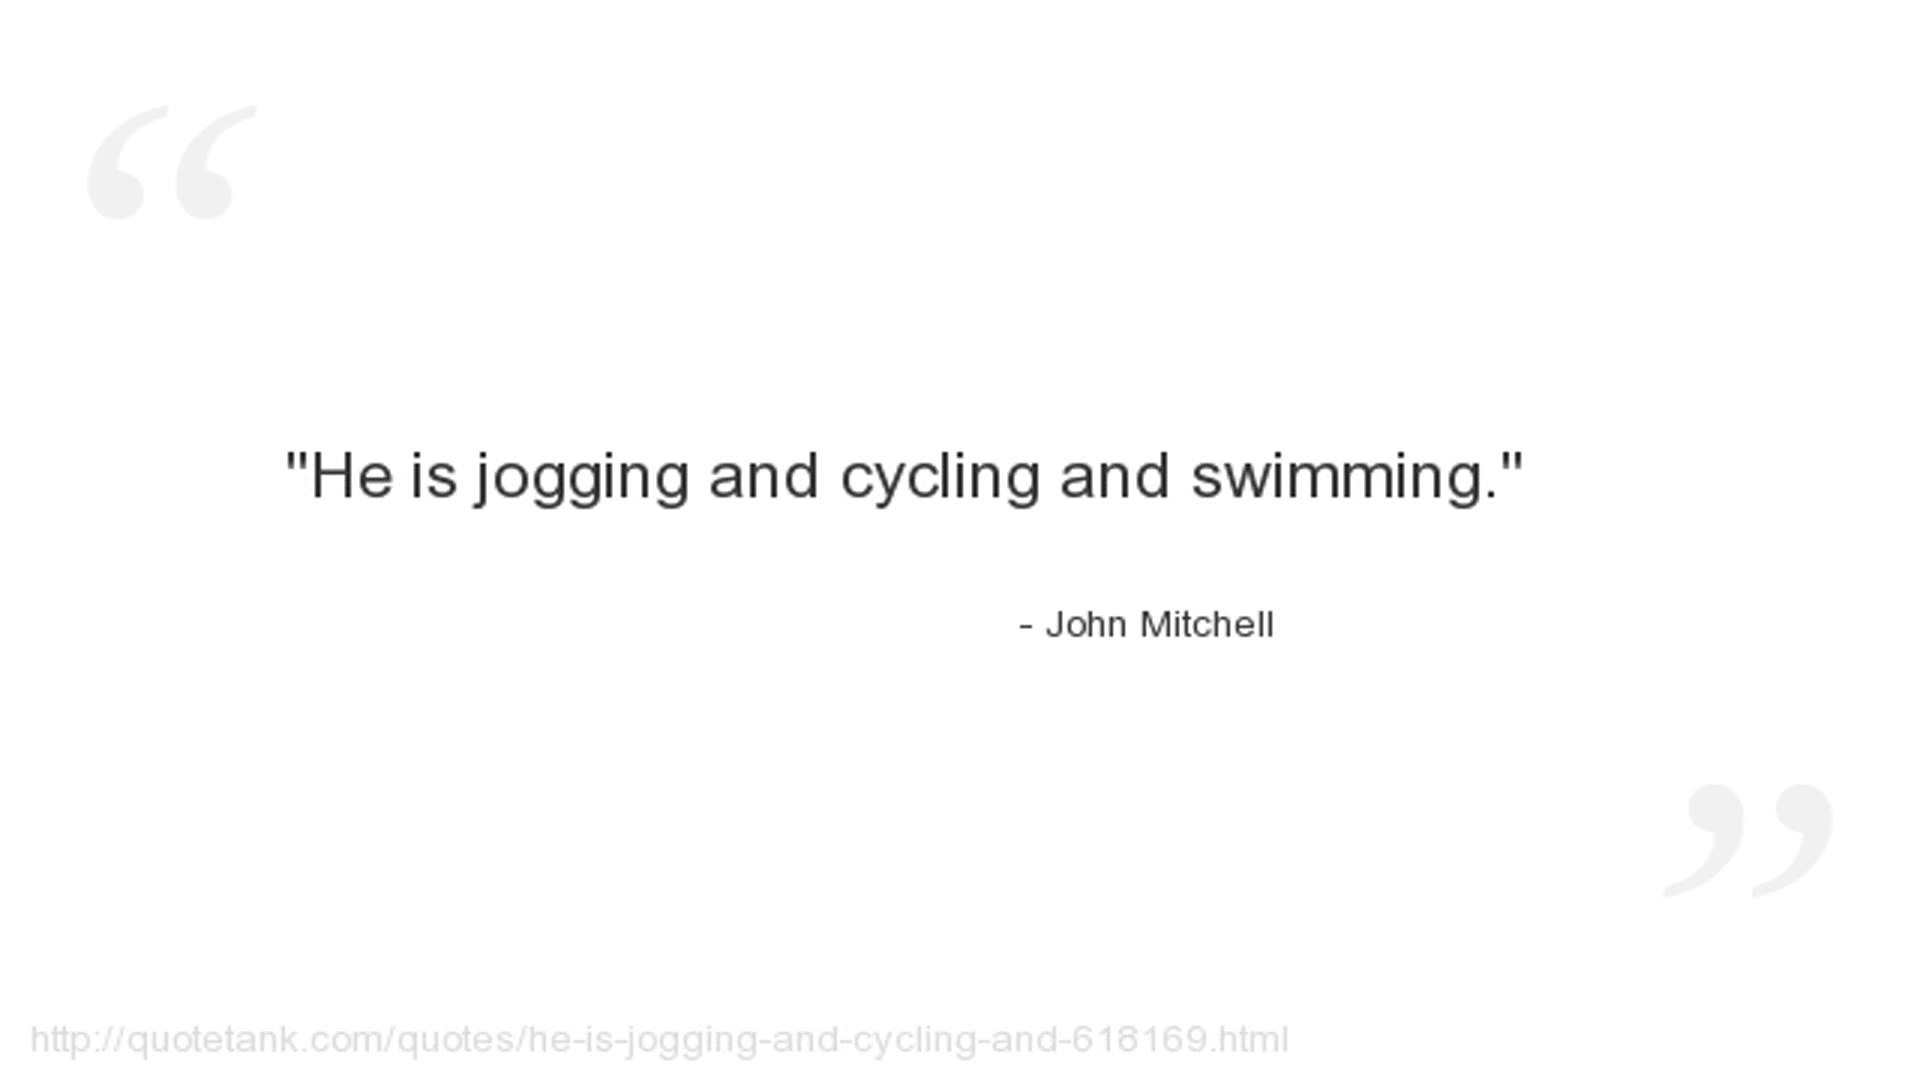 "He is jogging and cycling and swimming."
- John Mitchell
http://quotetank.com/quotes/he-is-jogging-and-cycling-and-618169.html